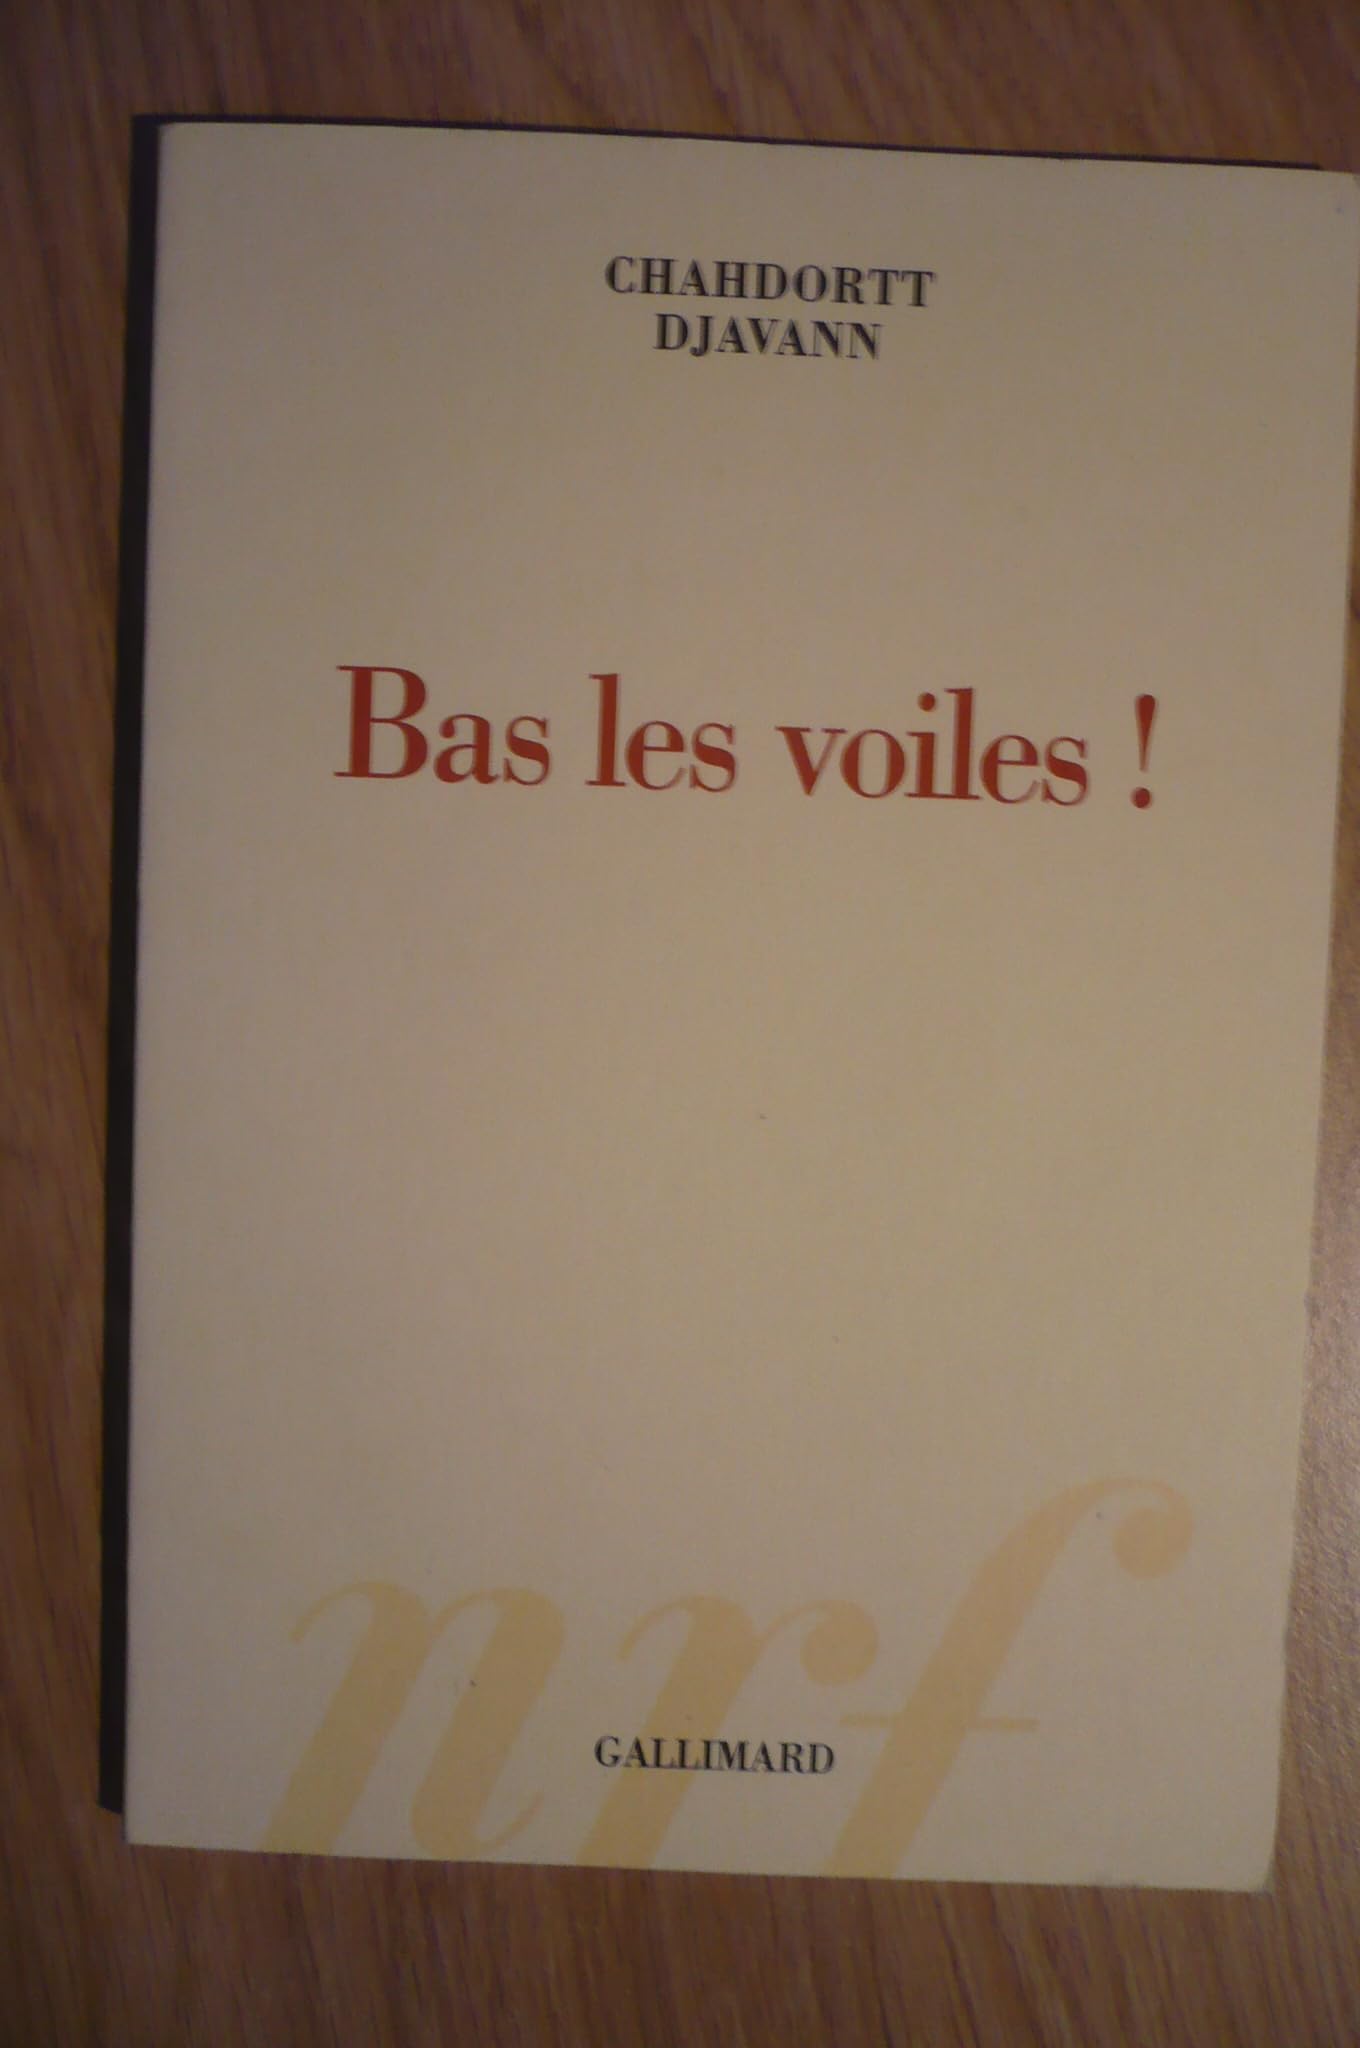 CHAHDORTT
DJAVANN
Bas les voiles !
nrf
GALLIMARD